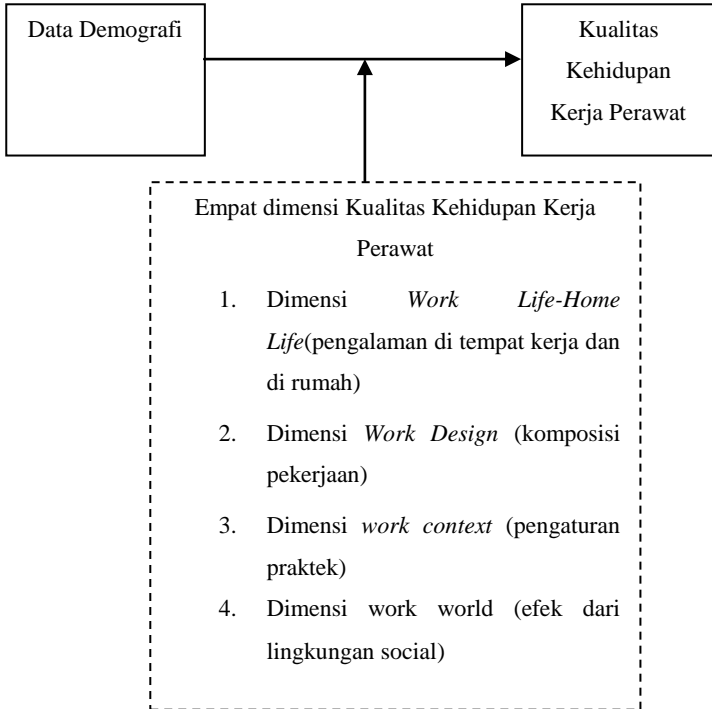 Data Demografi
Kualitas
Kehidupan
Kerja Perawat
Empat dimensi Kualitas Kehidupan Kerja
Perawat
1. Dimensi Work Life-Home
Life(pengalaman di tempat kerja dan
di rumah)
2. Dimensi Work Design (komposisi
pekerjaan)
3. Dimensi work context (pengaturan
praktek)
4. Dimensi work world (efek dari
lingkungan social)